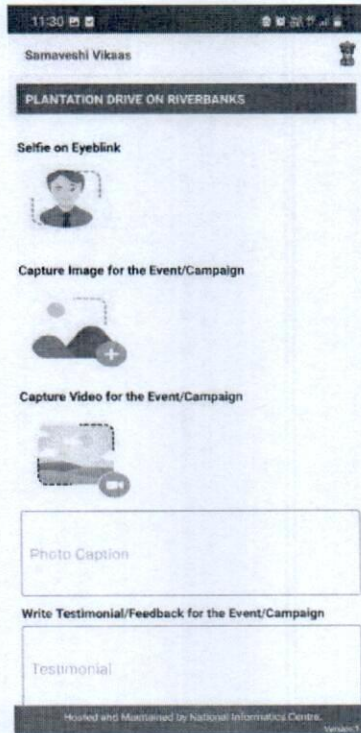 11:30
Samaveshi Vikaas
PLANTATION DRIVE ON RIVERBANKS
Selfie on Eyeblink
Capture Image for the Event/Campaign
Capture Video for the Event/Campaign
Photo Caption
Write Testimonial/Feedback for the Event/Campaign
Testimonial
Hosted and Maintained by National Informatics Centre.